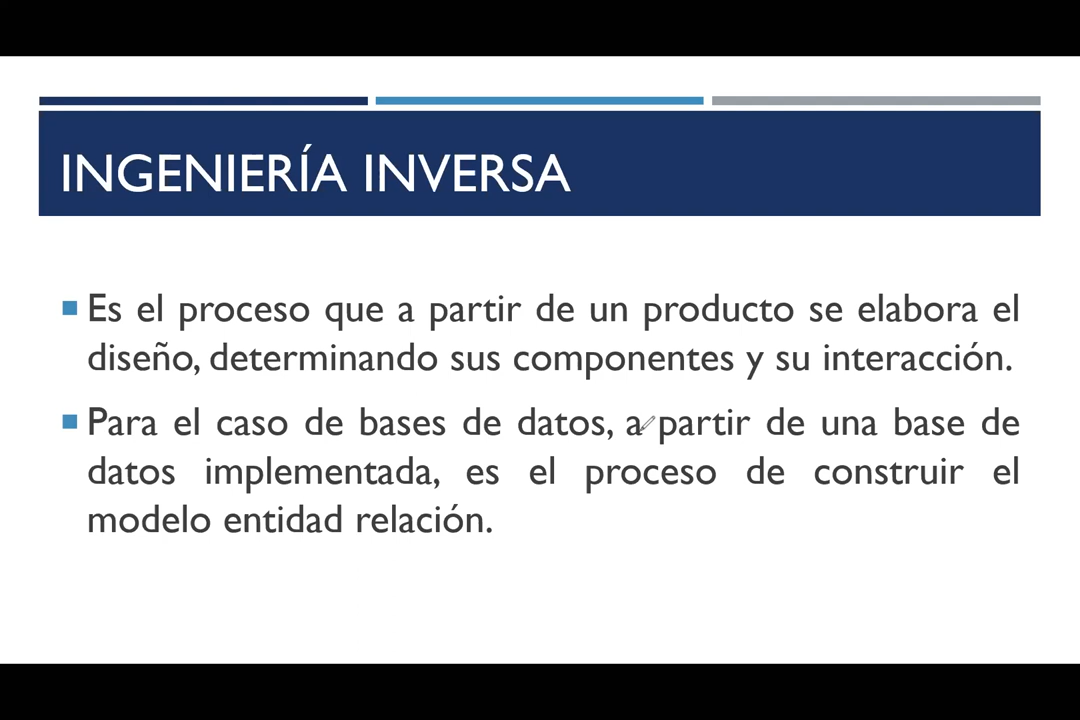 INGENIERÍA INVERSA
Es el proceso que a partir de un producto se elabora el
diseño, determinando sus componentes y su interacción.
Para el caso de bases de datos, a partir de una base de
datos implementada, es el proceso de construir el
modelo entidad relación.